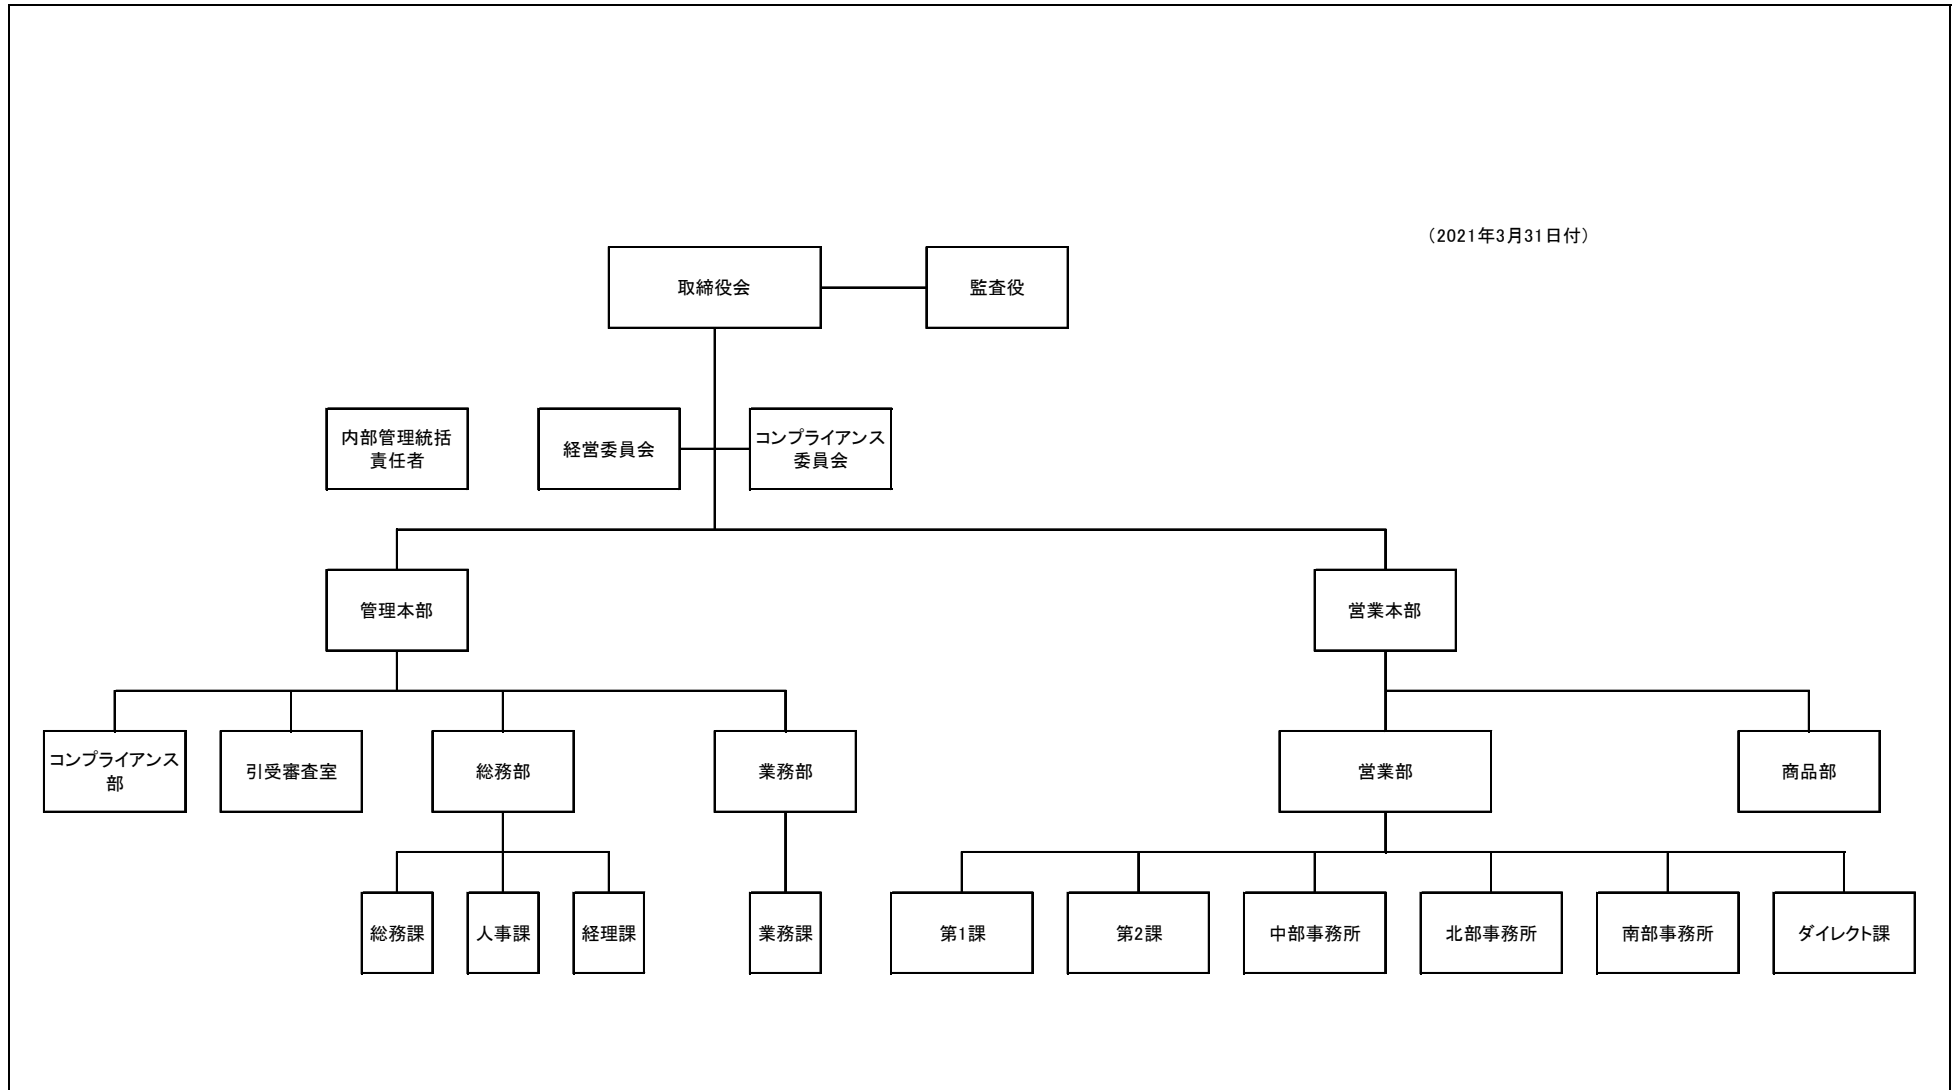 （2021年3月31日付）
取締役会
監査役
内部管理統括
責任者
経営委員会
コンプライアンス
委員会
管理本部
営業本部
コンプライアンス
部
引受審査室
総務部
業務部
営業部
商品部
総務課
人事課
経理課
業務課
第1課
第2課
中部事務所
北部事務所
南部事務所
ダイレクト課